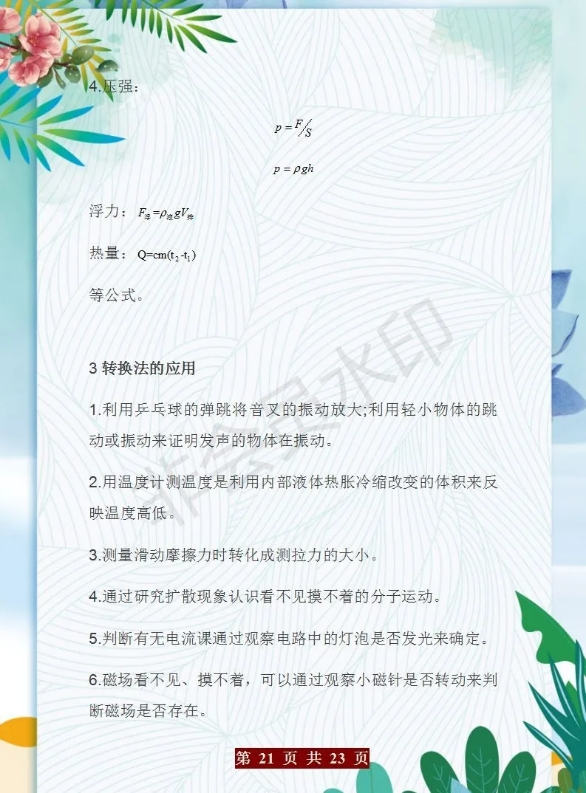 4.压强：
p=F/S
p=ρgh
浮力：F浮=ρ液gV排
热量：Q=cm(t₂-t₁)
等公式。
3 转换法的应用
1.利用乒乓球的弹跳将音叉的振动放大;利用轻小物体的跳
动或振动来证明发声的物体在振动。
2.用温度计测温度是利用内部液体热胀冷缩改变的体积来反
映温度高低。
3.测量滑动摩擦力时转化成测拉力的大小。
4.通过研究扩散现象认识看不见摸不着的分子运动。
5.判断有无电流课通过观察电路中的灯泡是否发光来确定。
6.磁场看不见、摸不着，可以通过观察小磁针是否转动来判
断磁场是否存在。
非会员水印
第 21 页 共 23 页